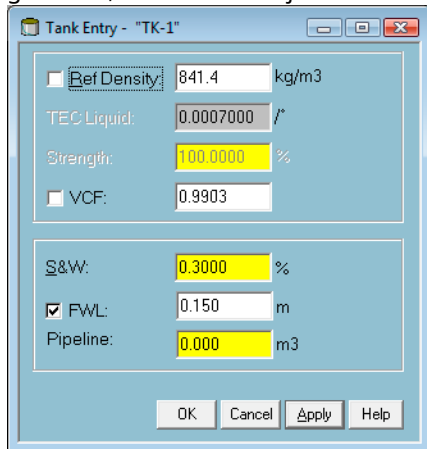 Tank Entry - "TK-1"
Ref Density: 841.4 kg/m3
TEC Liquid: 0.0007000 /°
Strength: 100.0000 %
VCF: 0.9903
S&W: 0.3000 %
FWL: 0.150 m
Pipeline: 0.000 m3
OK Cancel Apply Help